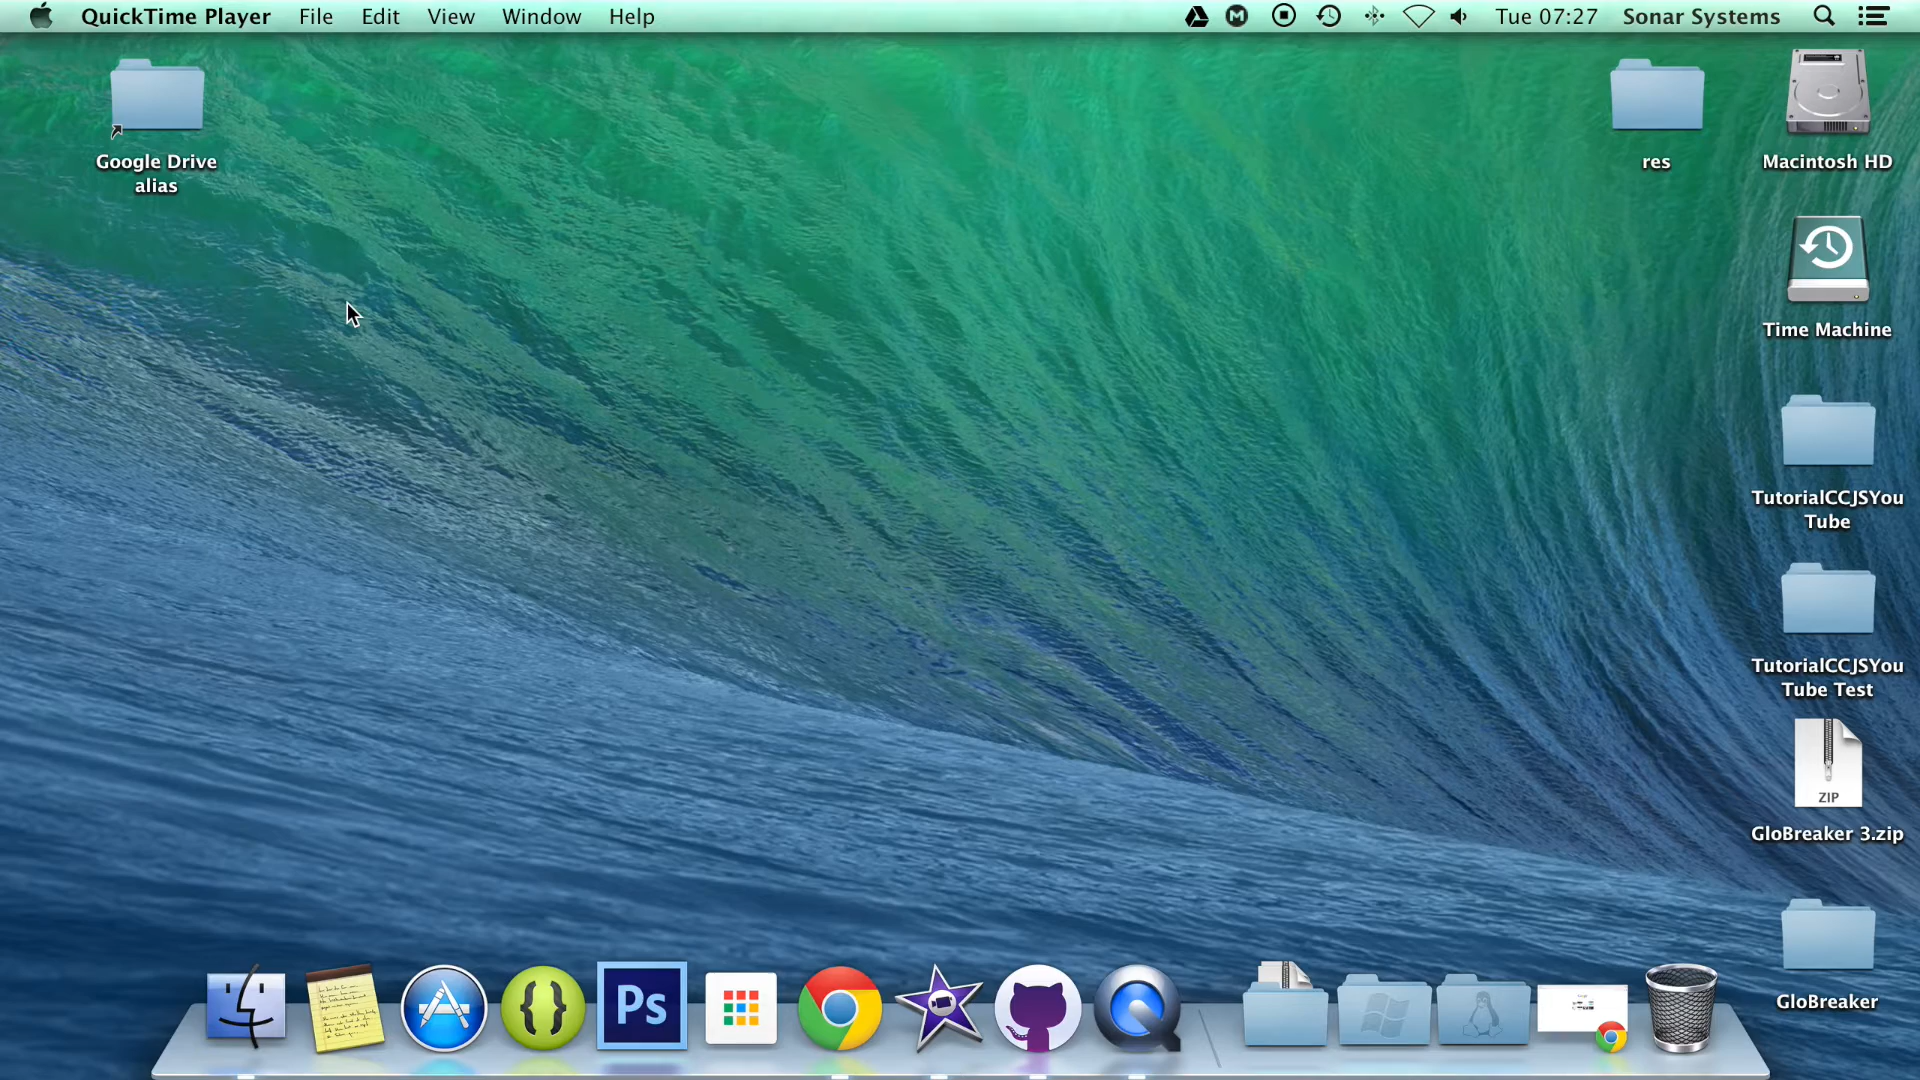 QuickTime Player File Edit View Window Help Tue 07:27 Sonar Systems
Google Drive
alias
res
Macintosh HD
Time Machine
TutorialCCJSYou
Tube
TutorialCCJSYou
Tube Test
ZIP
GloBreaker 3.zip
GloBreaker
Ps